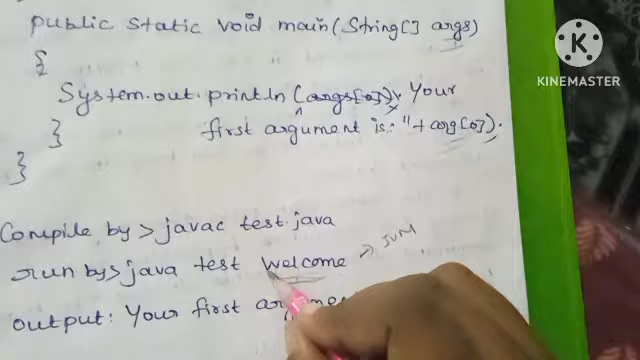 public static void main(String[] args)
{
System.out.println(args[0]). Your
first argument is: "+arg[0]).
}
}
Compile by > javac test.java
run by > java test welcome → JVM
output: Your first
K
KINEMASTER